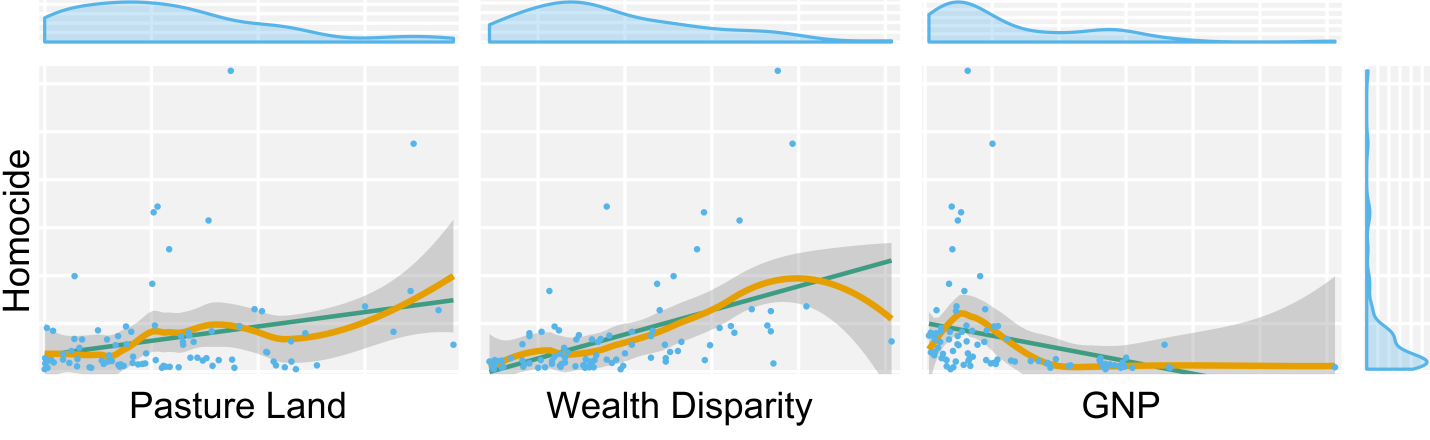 Homocide
Pasture Land
Wealth Disparity
GNP